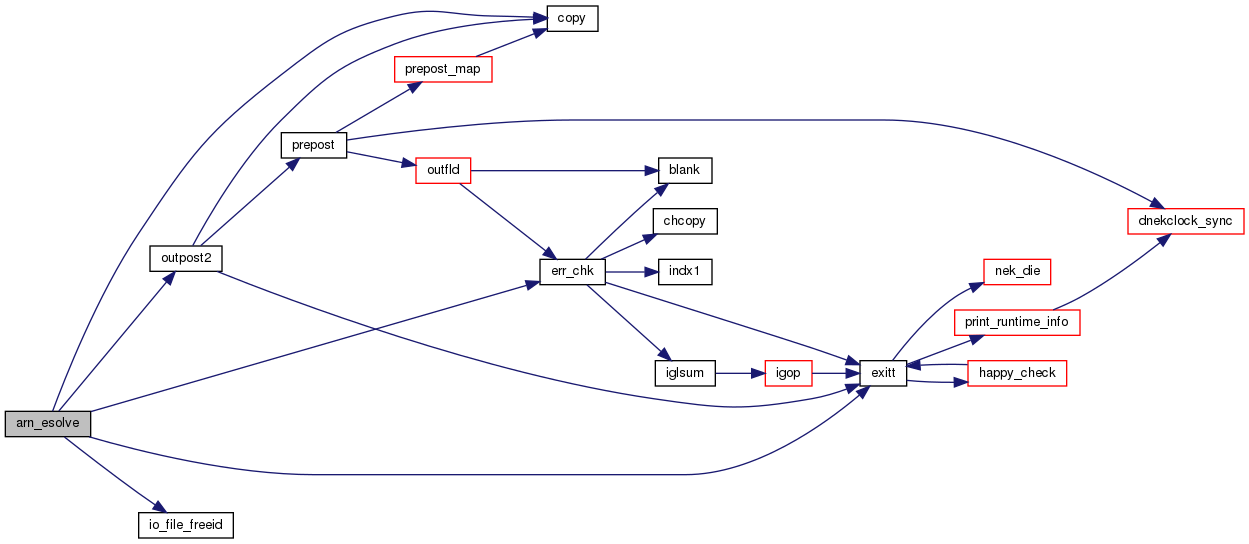 copy
prepost_map
prepost
outfld
blank
chcopy
dnekclock_sync
outpost2
err_chk
indx1
nek_die
print_runtime_info
iglsum
igop
exitt
happy_check
arn_esolve
io_file_freeid